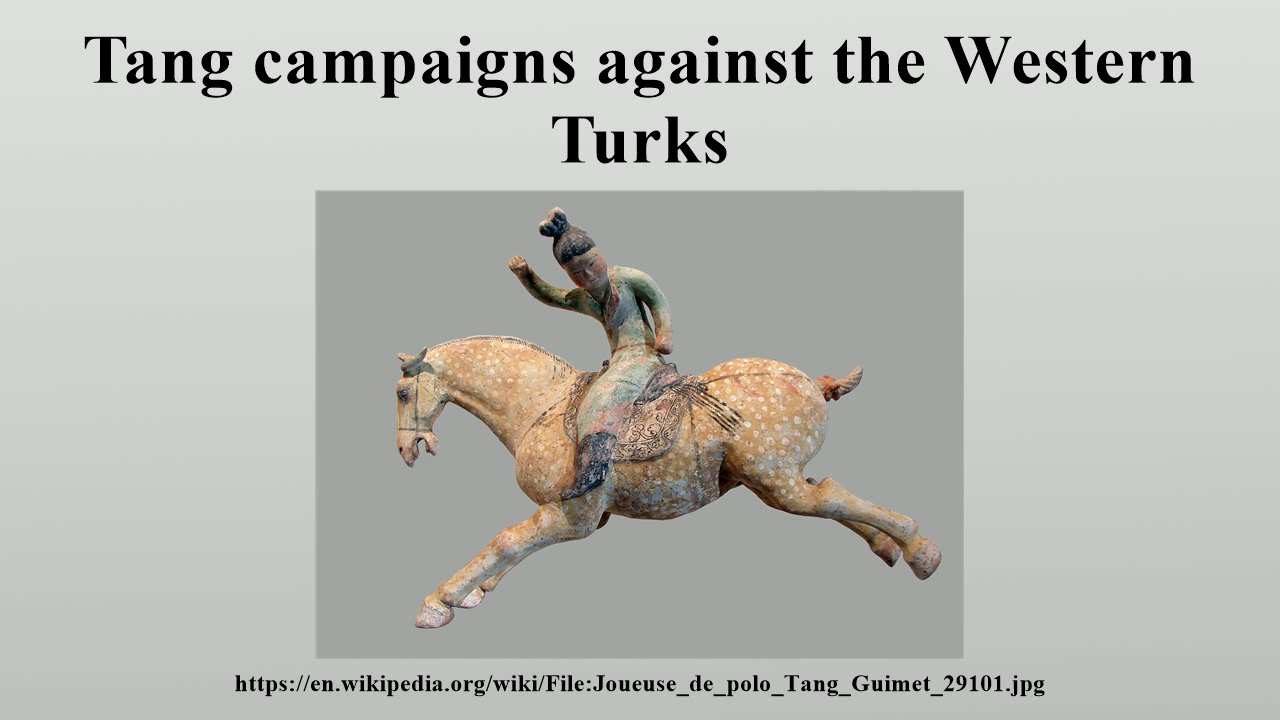 Tang campaigns against the Western
Turks
https://en.wikipedia.org/wiki/File:Joueuse_de_polo_Tang_Guimet_29101.jpg